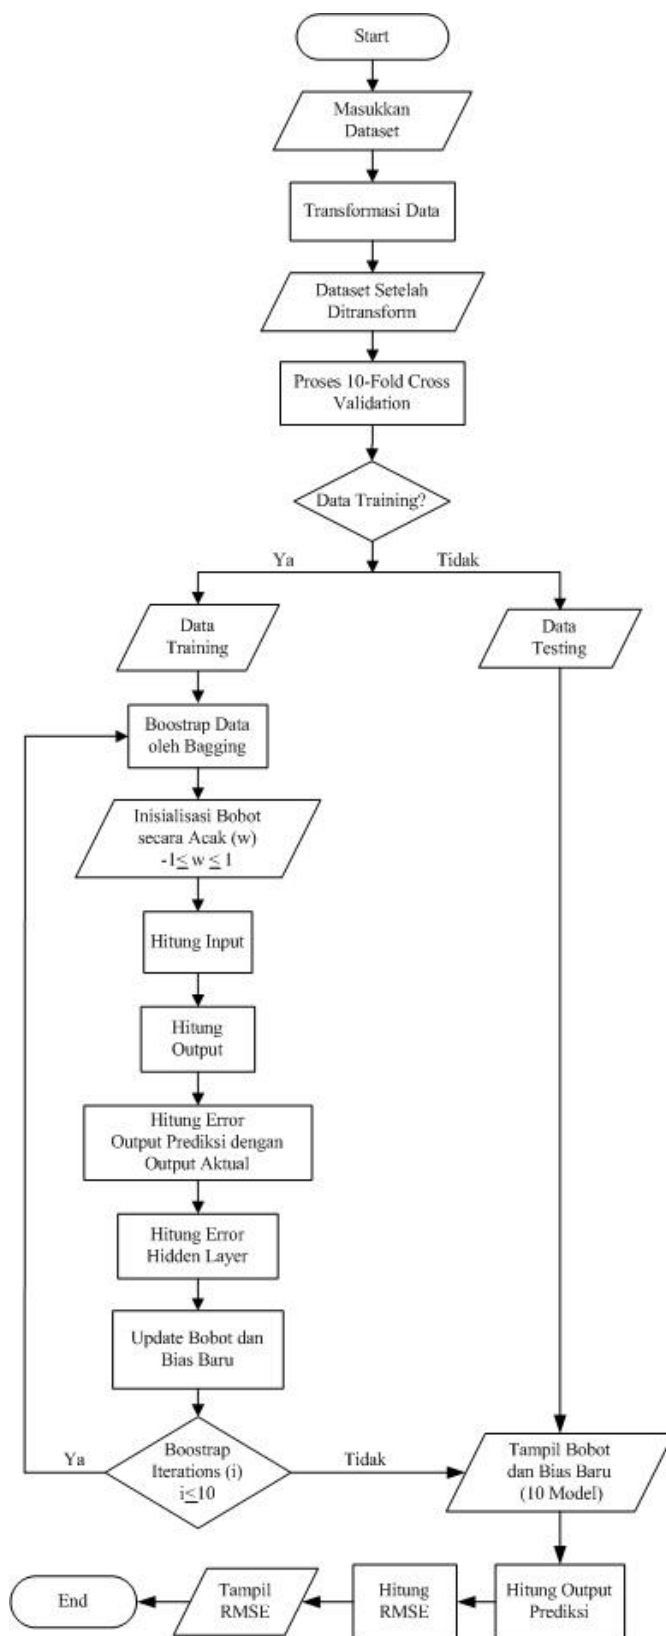 Start
Masukkan
Dataset
Transformasi Data
Dataset Setelah
Ditransform
Proses 10-Fold Cross
Validation
Data Training?
Ya
Tidak
Data
Training
Data
Testing
Boostrap Data
oleh Bagging
Inisialisasi Bobot
secara Acak (w)
-1≤ w ≤ 1
Hitung Input
Hitung
Output
Hitung Error
Output Prediksi dengan
Output Aktual
Hitung Error
Hidden Layer
Update Bobot dan
Bias Baru
Ya
Boostrap
Iterations (i)
i≤10
Tidak
Tampil Bobot
dan Bias Baru
(10 Model)
End
Tampil
RMSE
Hitung
RMSE
Hitung Output
Prediksi